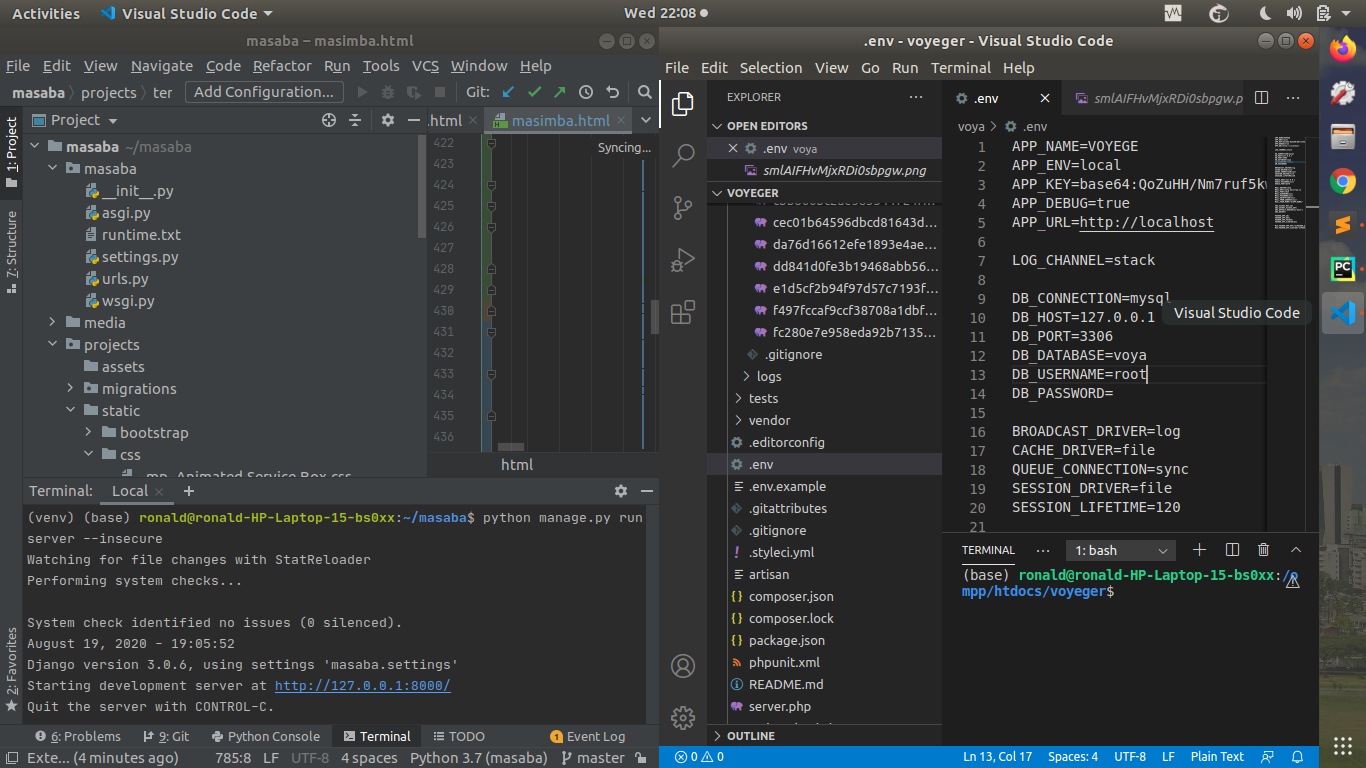 Activities
Visual Studio Code
Wed 22:08
masaba – masimba.html
File Edit View Navigate Code Refactor Run Tools VCS Window Help
masaba projects ter Add Configuration... Git:
1: Project
7: Structure
2: Favorites
Project
masaba ~/masaba
masaba
__init__.py
asgi.py
runtime.txt
settings.py
urls.py
wsgi.py
media
projects
assets
migrations
static
bootstrap
css
mp Animated Service Box.css
.html
masimba.html
Syncing...
422
423
424
425
426
427
428
429
430
431
432
433
434
435
436
html
Terminal: Local
(venv) (base) ronald@ronald-HP-Laptop-15-bs0xx:~/masaba$ python manage.py run
server --insecure
Watching for file changes with StatReloader
Performing system checks...
System check identified no issues (0 silenced).
August 19, 2020 - 19:05:52
Django version 3.0.6, using settings 'masaba.settings'
Starting development server at http://127.0.0.1:8000/
Quit the server with CONTROL-C.
6: Problems 9: Git Python Console Terminal TODO 1 Event Log
Exte... (4 minutes ago) 785:8 LF UTF-8 4 spaces Python 3.7 (masaba) master
.env - voyeger - Visual Studio Code
File Edit Selection View Go Run Terminal Help
EXPLORER
OPEN EDITORS
.env voya
smlAIFHvMjxRDi0sbpgw.png
VOYEGER
cec01b64596dbcd81643d...
da76d16612efe1893e4ae...
dd841d0fe3b19468abb56...
e1d5cf2b94f97d57c7193f...
f497fccaf9ccf38708a1dbf...
fc280e7e958eda92b7135...
.gitignore
logs
tests
vendor
.editorconfig
.env
.env.example
.gitattributes
.gitignore
.styleci.yml
artisan
composer.json
composer.lock
package.json
phpunit.xml
README.md
server.php
OUTLINE
.env
smlAIFHvMjxRDi0sbpgw.p
voya .env
1 APP_NAME=VOYEGE
2 APP_ENV=local
3 APP_KEY=base64:QoZuHH/Nm7ruf5kw
4 APP_DEBUG=true
5 APP_URL=http://localhost
6
7 LOG_CHANNEL=stack
8
9 DB_CONNECTION=mysql
10 DB_HOST=127.0.0.1
11 DB_PORT=3306
12 DB_DATABASE=voya
13 DB_USERNAME=root
14 DB_PASSWORD=
15
16 BROADCAST_DRIVER=log
17 CACHE_DRIVER=file
18 QUEUE_CONNECTION=sync
19 SESSION_DRIVER=file
20 SESSION_LIFETIME=120
21
Visual Studio Code
TERMINAL 1: bash
(base) ronald@ronald-HP-Laptop-15-bs0xx:/o
mpp/htdocs/voyeger$
0 0 Ln 13, Col 17 Spaces: 4 UTF-8 LF Plain Text
PC